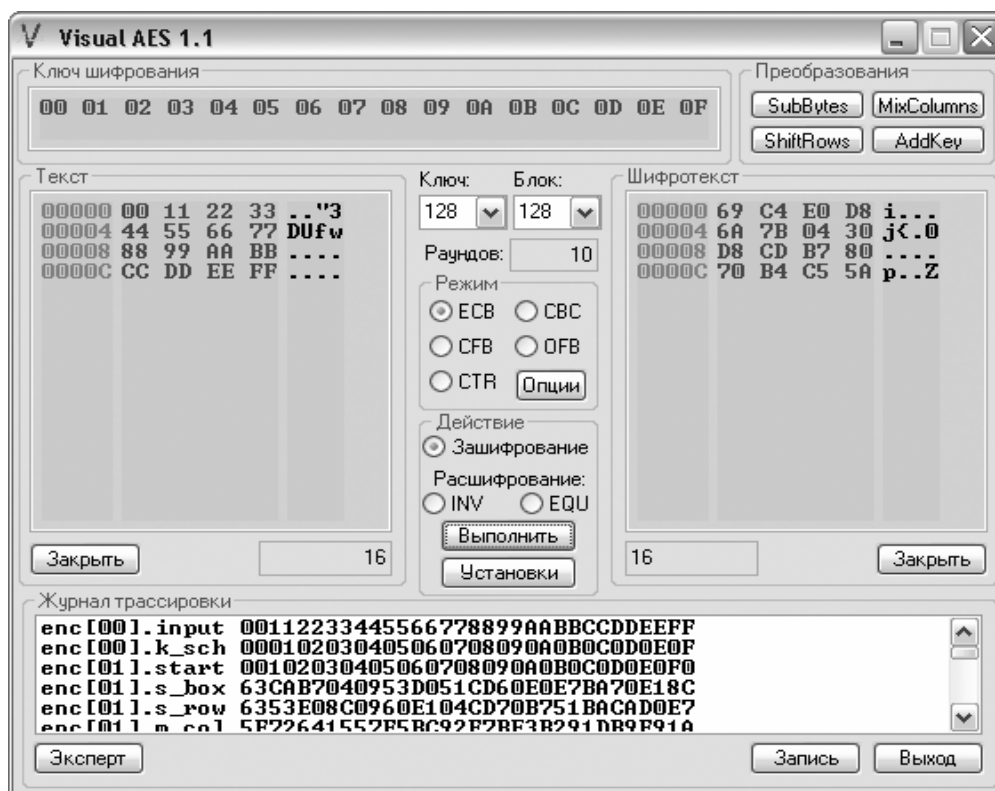 Visual AES 1.1
Ключ шифрования
00 01 02 03 04 05 06 07 08 09 0A 0B 0C 0D 0E 0F
Преобразования
SubBytes MixColumns
ShiftRows AddKey
Текст
00000 00 11 22 33 .."3
00004 44 55 66 77 DUfw
00008 88 99 AA BB ....
0000C CC DD EE FF ....
Закрыть 16
Ключ: Блок:
128 128
Раундов: 10
Режим
ECB CBC
CFB OFB
CTR Опции
Действие
Зашифрование
Расшифрование:
INV EQU
Выполнить
Установки
Шифротекст
00000 69 C4 E0 D8 i...
00004 6A 7B 04 30 j{.0
00008 D8 CD B7 80 ....
0000C 70 B4 C5 5A p..Z
16 Закрыть
Журнал трассировки
enc[00].input 00112233445566778899AABBCCDDEEFF
enc[00].k_sch 000102030405060708090A0B0C0D0E0F
enc[01].start 00102030405060708090A0B0C0D0E0F0
enc[01].s_box 63CAB7040953D051CD60E0E7BA70E18C
enc[01].s_row 6353E08C0960E104CD70B751BACAD0E7
enc[01].m_col 5F72641557F5BC92F7BE3B291DB9F91A
Эксперт Запись Выход